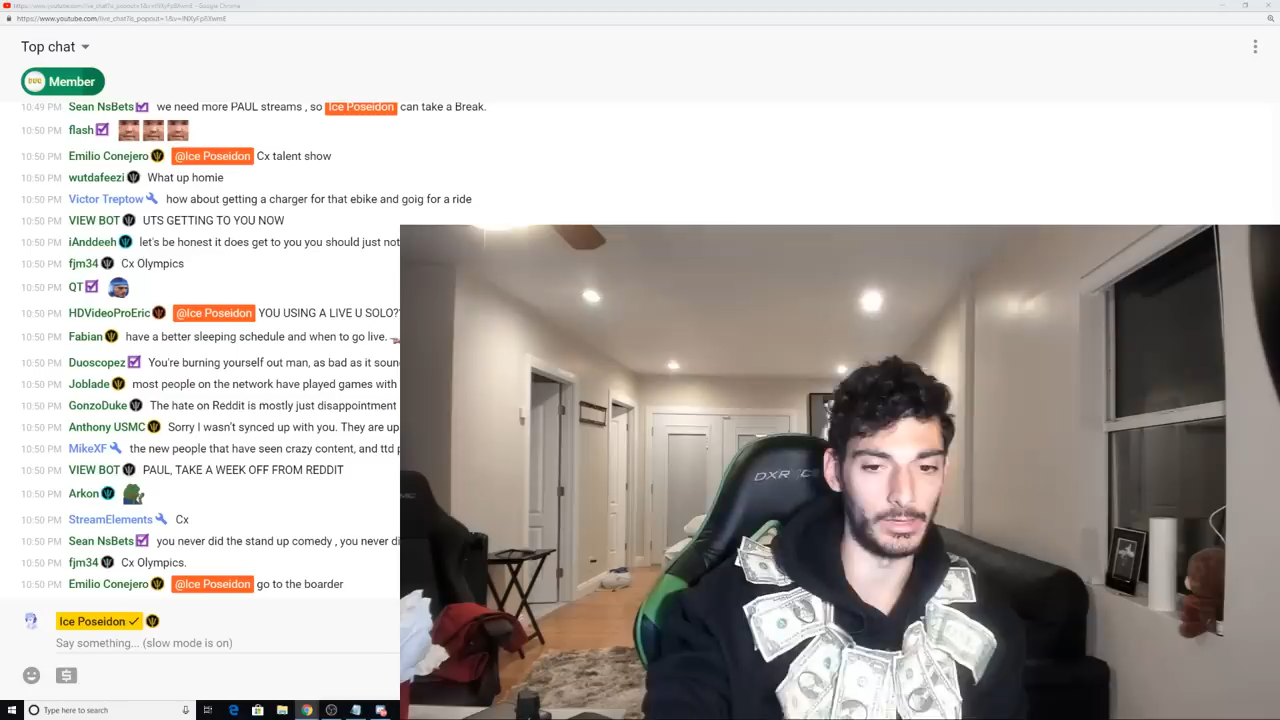 https://www.youtube.com/live_chat?is_popout=1&v=
Top chat
Member
10:49 PM Sean NsBets we need more PAUL streams , so Ice Poseidon can take a Break.
10:50 PM flash
10:50 PM Emilio Conejero @Ice Poseidon Cx talent show
10:50 PM wutdafeezi What up homie
10:50 PM Victor Treptow how about getting a charger for that ebike and goig for a ride
10:50 PM VIEW BOT UTS GETTING TO YOU NOW
10:50 PM iAnddeeh let's be honest it does get to you you should just not
10:50 PM fjm34 Cx Olympics
10:50 PM QT
10:50 PM HDVideoProEric @Ice Poseidon YOU USING A LIVE U SOLO?
10:50 PM Fabian have a better sleeping schedule and when to go live.
10:50 PM Duoscopez You're burning yourself out man, as bad as it soun
10:50 PM Joblade most people on the network have played games with
10:50 PM GonzoDuke The hate on Reddit is mostly just disappointment
10:50 PM Anthony USMC Sorry I wasn't synced up with you. They are up
10:50 PM MikeXF the new people that have seen crazy content, and ttd
10:50 PM VIEW BOT PAUL, TAKE A WEEK OFF FROM REDDIT
10:50 PM Arkon
10:50 PM StreamElements Cx
10:50 PM Sean NsBets you never did the stand up comedy , you never di
10:50 PM fjm34 Cx Olympics.
10:50 PM Emilio Conejero @Ice Poseidon go to the boarder
Ice Poseidon
Say something... (slow mode is on)
Type here to search
DXR